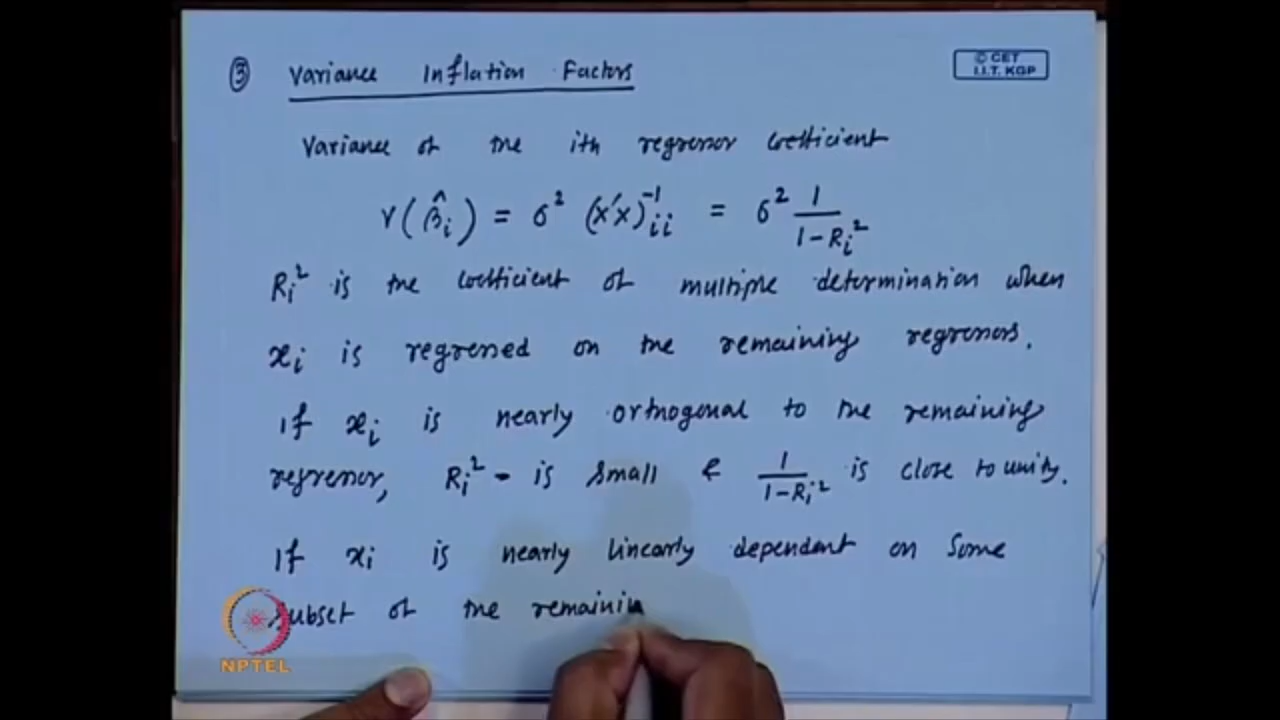 ③ Variance Inflation Factors
© CET
I.I.T. KGP
Variance of the ith regressor coefficient
V(β̂ᵢ) = σ² (X'X)⁻¹ᵢᵢ = σ² 1/(1-Rᵢ²)
Rᵢ² is the coefficient of multiple determination when
xᵢ is regressed on the remaining regressors.
If xᵢ is nearly orthogonal to the remaining
regressor, Rᵢ² - is small & 1/(1-Rᵢ²) is close to unity.
If xᵢ is nearly linearly dependent on some
subset of the remainin
NPTEL